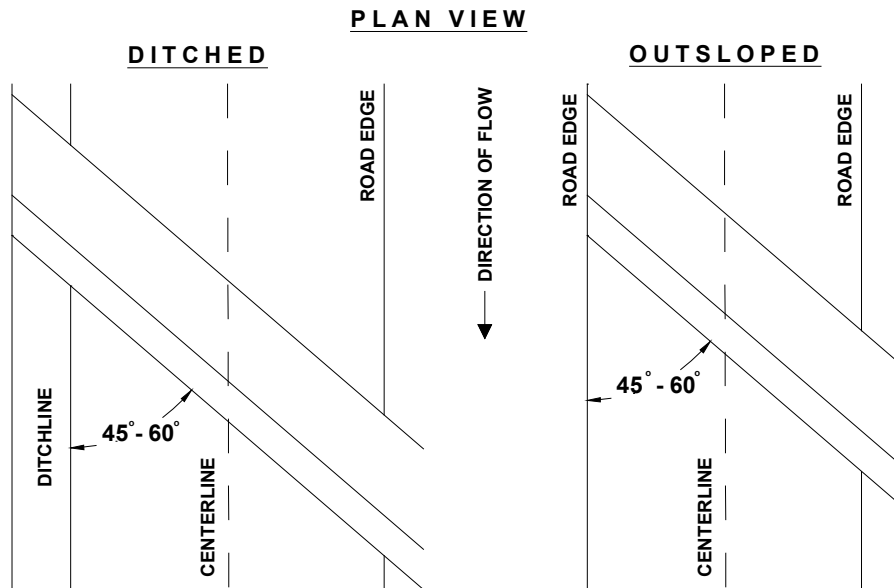 PLAN VIEW
DITCHED
OUTSLOPED
ROAD EDGE
DIRECTION OF FLOW
ROAD EDGE
ROAD EDGE
45° - 60°
45° - 60°
DITCHLINE
CENTERLINE
CENTERLINE